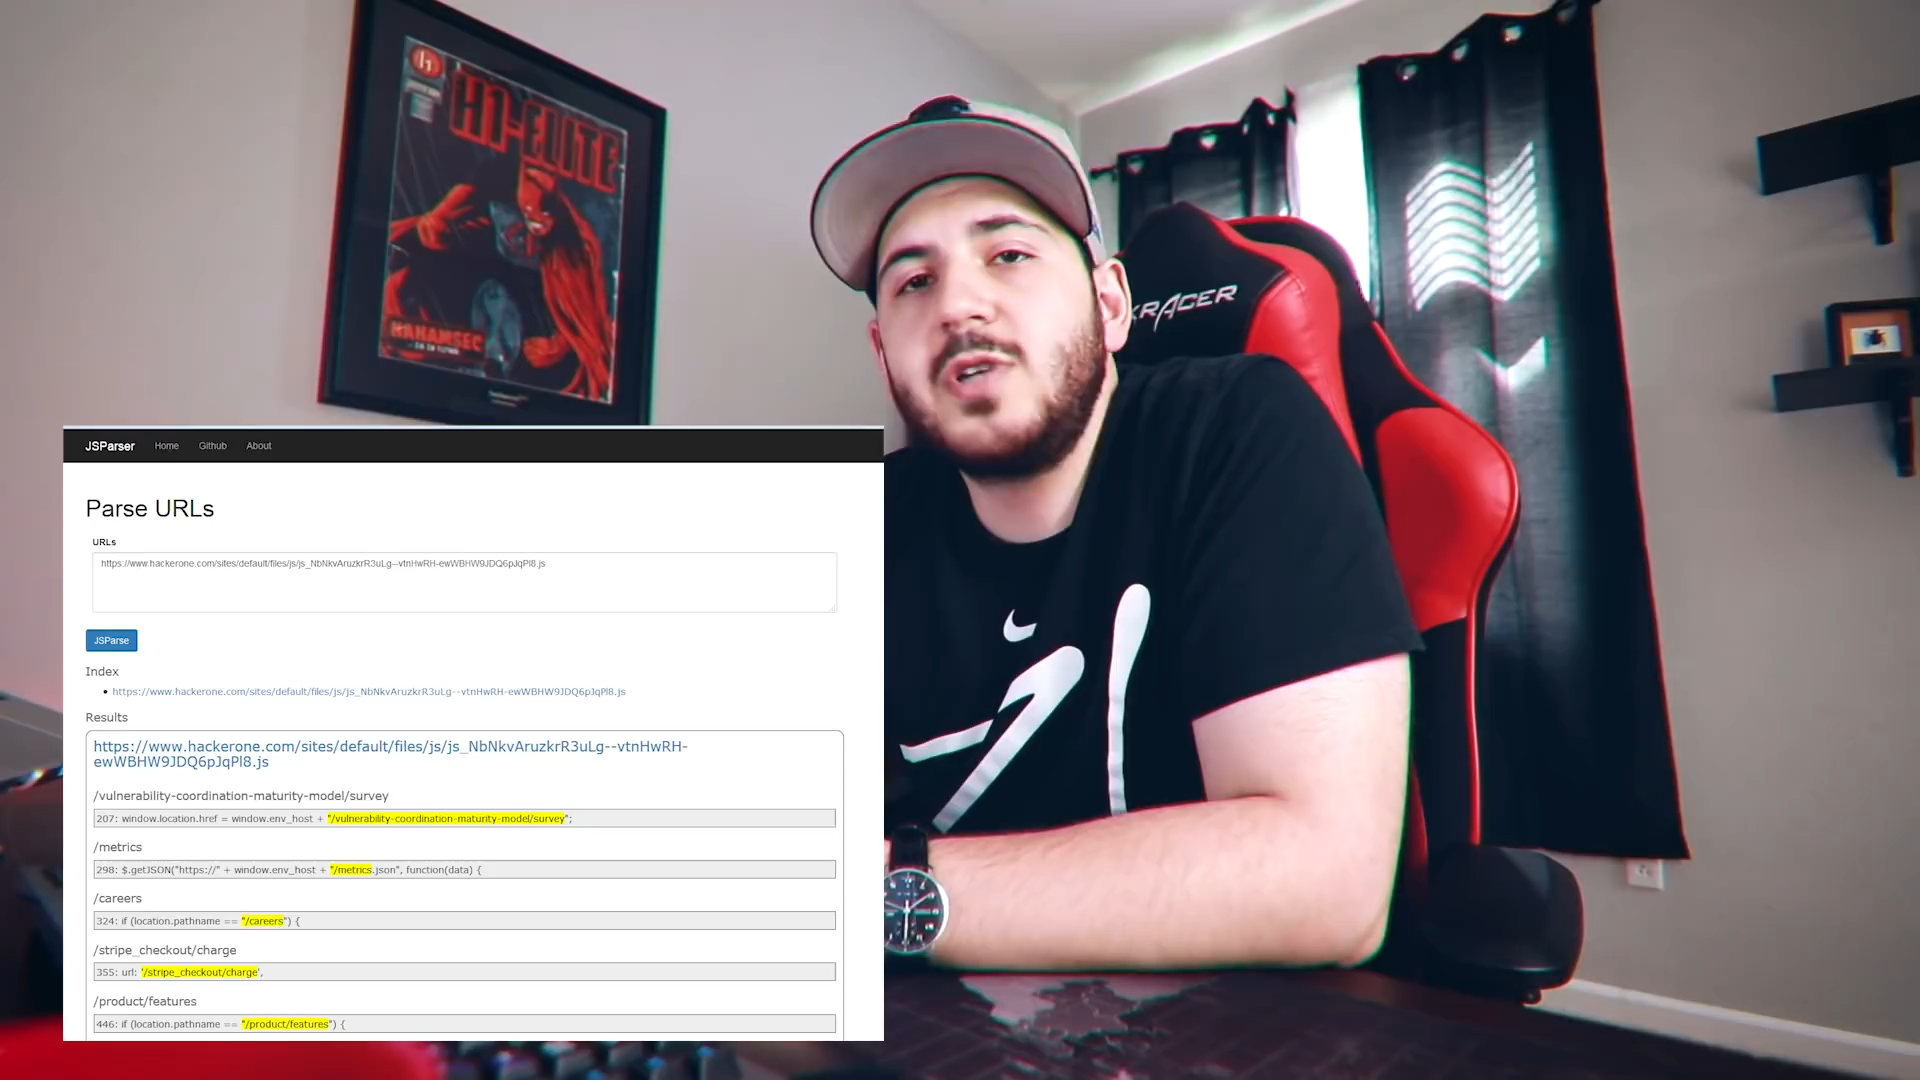 H1-ELITE
NAHAMSEC
XRACER
JSParser Home Github About
Parse URLs
URLs
https://www.hackerone.com/sites/default/files/js/js_NbNkvAruzkrR3uLg--vtnHwRH-ewWBHW9JDQ6pJqPl8.js
JSParse
Index
https://www.hackerone.com/sites/default/files/js/js_NbNkvAruzkrR3uLg--vtnHwRH-ewWBHW9JDQ6pJqPl8.js
Results
https://www.hackerone.com/sites/default/files/js/js_NbNkvAruzkrR3uLg--vtnHwRH-
ewWBHW9JDQ6pJqPl8.js
/vulnerability-coordination-maturity-model/survey
207: window.location.href = window.env_host + "/vulnerability-coordination-maturity-model/survey";
/metrics
298: $.getJSON("https://" + window.env_host + "/metrics.json", function(data) {
/careers
324: if (location.pathname == "/careers") {
/stripe_checkout/charge
355: url: '/stripe_checkout/charge',
/product/features
446: if (location.pathname == "/product/features") {